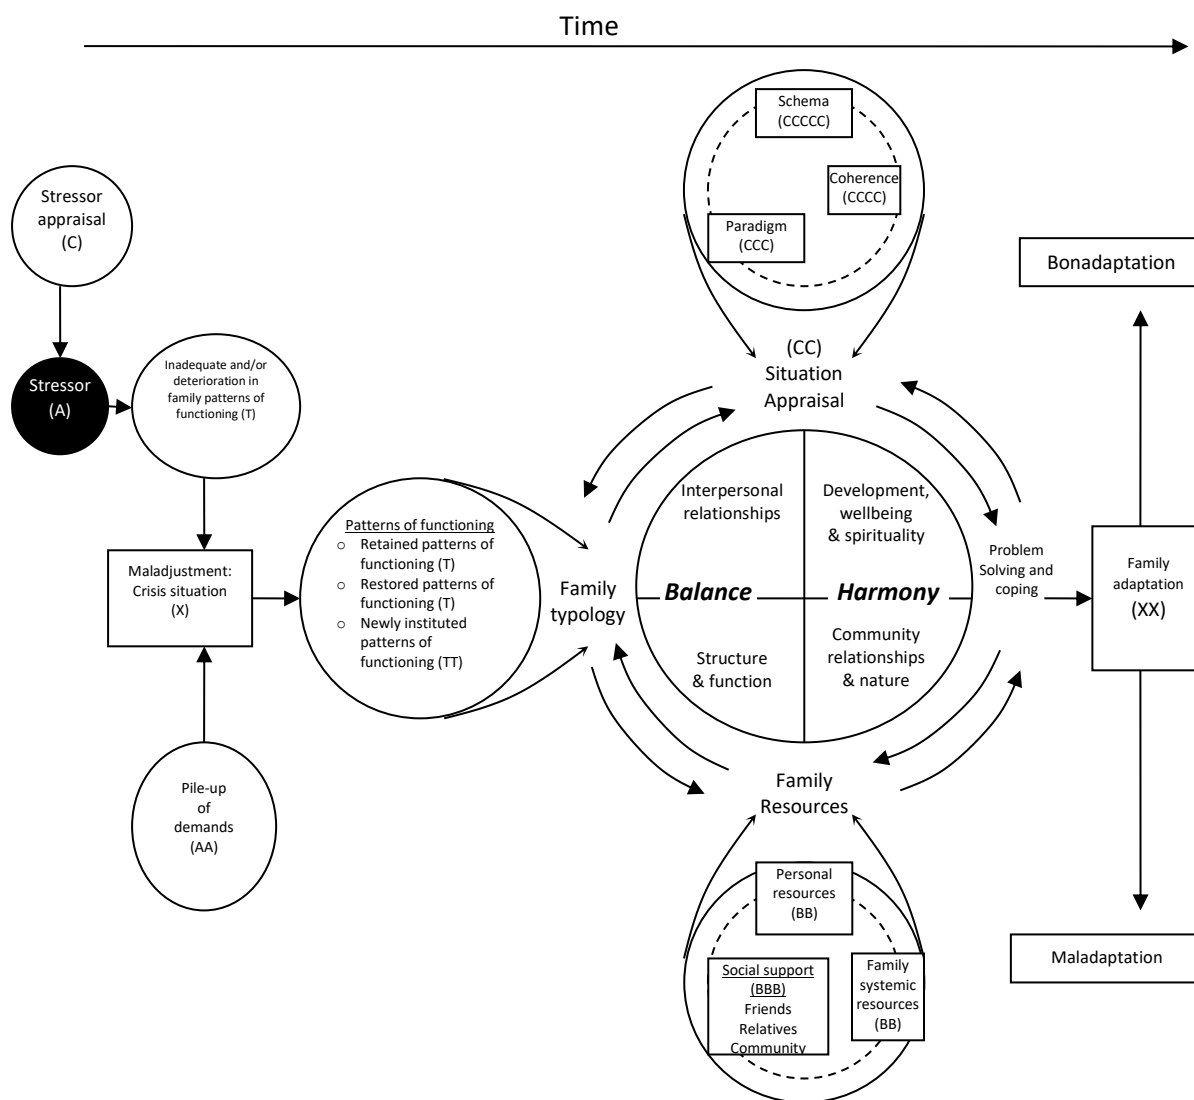 Time
Schema
(CCCCC)
Coherence
(CCCC)
Paradigm
(CCC)
Stressor
appraisal
(C)
Bonadaptation
(CC)
Situation
Appraisal
Stressor
(A)
Inadequate and/or
deterioration in
family patterns of
functioning (T)
Interpersonal
relationships
Development,
wellbeing
& spirituality
Patterns of functioning
o Retained patterns of
functioning (T)
o Restored patterns of
functioning (T)
o Newly instituted
patterns of
functioning (TT)
Maladjustment:
Crisis situation
(X)
Family
typology
Balance
Harmony
Problem
Solving and
coping
Family
adaptation
(XX)
Structure
& function
Community
relationships
& nature
Pile-up
of
demands
(AA)
Family
Resources
Personal
resources
(BB)
Social support
(BBB)
Friends
Relatives
Community
Family
systemic
resources
(BB)
Maladaptation